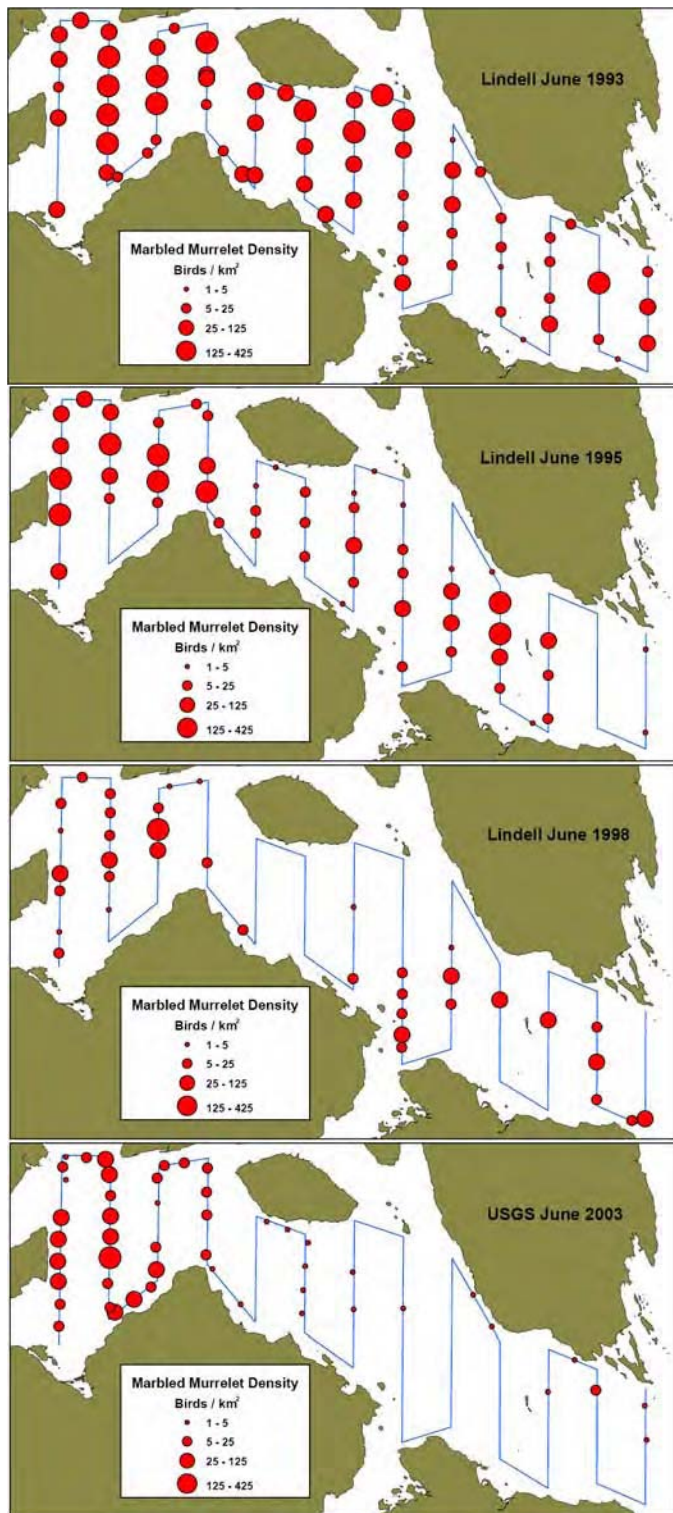 Lindell June 1993
Marbled Murrelet Density
Birds / km²
1 - 5
5 - 25
25 - 125
125 - 425
Lindell June 1995
Marbled Murrelet Density
Birds / km²
1 - 5
5 - 25
25 - 125
125 - 425
Lindell June 1998
Marbled Murrelet Density
Birds / km²
1 - 5
5 - 25
25 - 125
125 - 425
USGS June 2003
Marbled Murrelet Density
Birds / km²
1 - 5
5 - 25
25 - 125
125 - 425